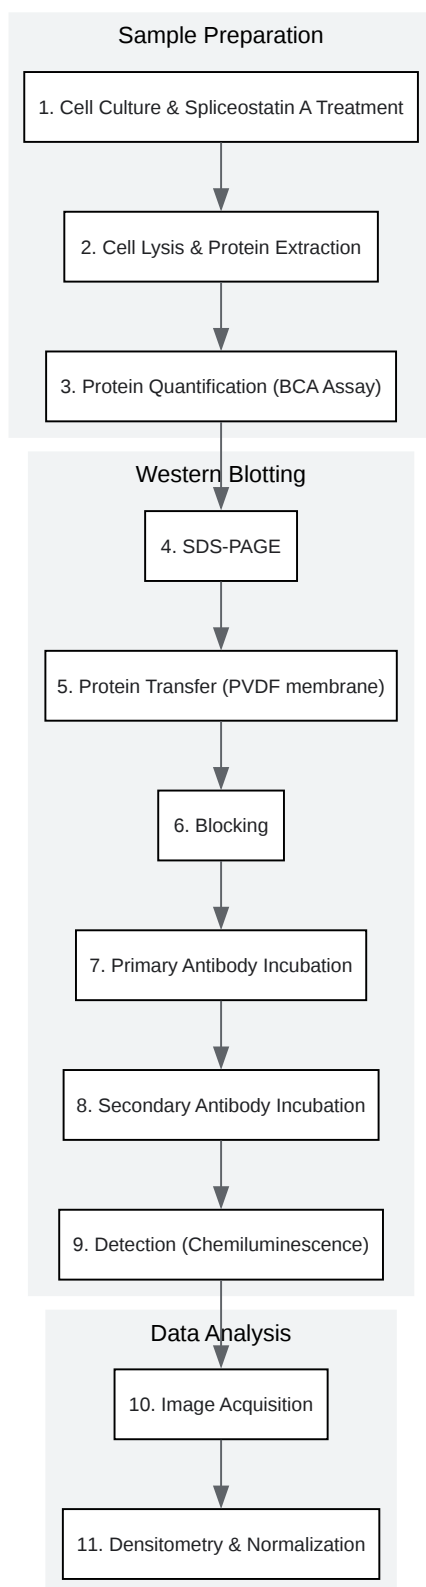 Sample Preparation
1. Cell Culture & Spliceostatin A Treatment
2. Cell Lysis & Protein Extraction
3. Protein Quantification (BCA Assay)
Western Blotting
4. SDS-PAGE
5. Protein Transfer (PVDF membrane)
6. Blocking
7. Primary Antibody Incubation
8. Secondary Antibody Incubation
9. Detection (Chemiluminescence)
Data Analysis
10. Image Acquisition
11. Densitometry & Normalization